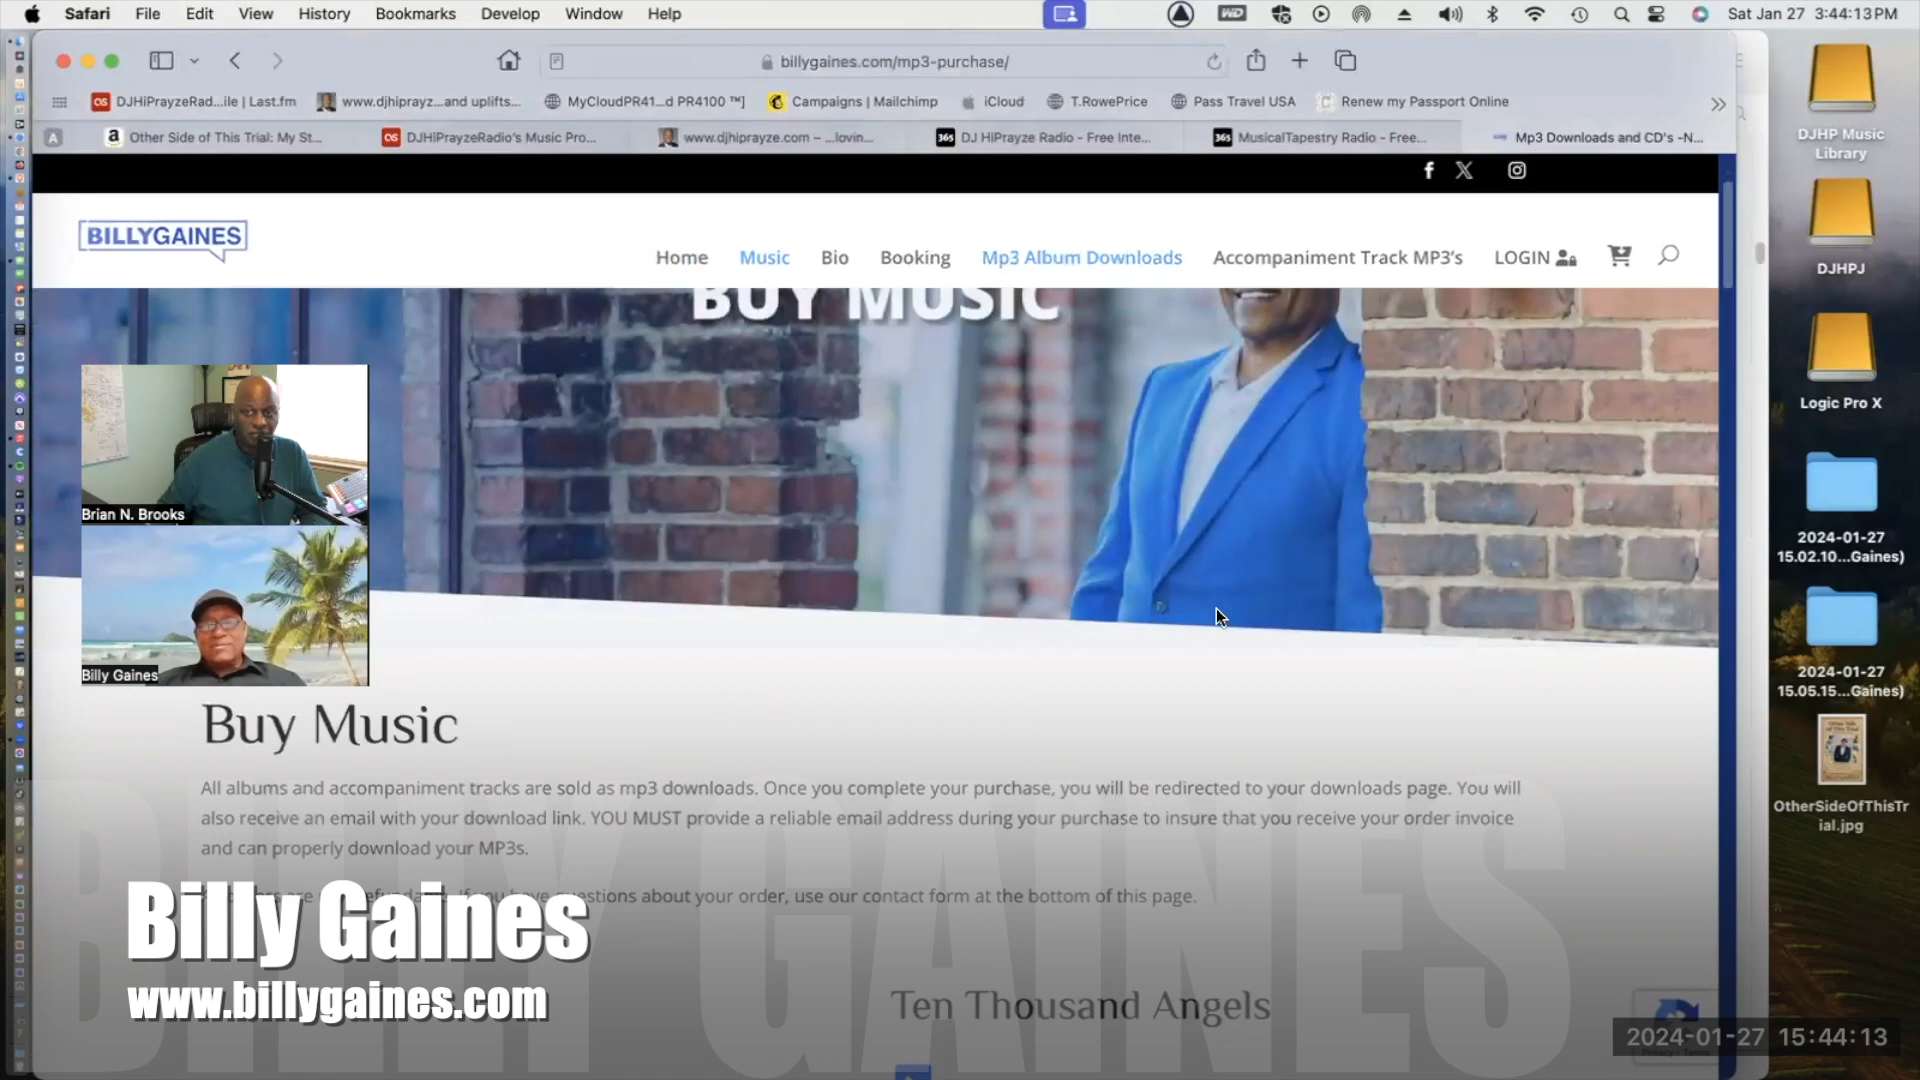 Safari File Edit View History Bookmarks Develop Window Help
WD
Sat Jan 27 3:44:13 PM
billygaines.com/mp3-purchase/
DJHiPrayzeRad...ile | Last.fm
www.djhiprayz...and uplifts...
MyCloudPR41...d PR4100 ™]
Campaigns | Mailchimp
iCloud
T.RowePrice
Pass Travel USA
Renew my Passport Online
A
Other Side of This Trial: My St...
DJHiPrayzeRadio's Music Pro...
www.djhiprayze.com – ...lovin...
365 DJ HiPrayze Radio - Free Inte...
365 MusicalTapestry Radio - Free...
Mp3 Downloads and CD's -N...
BILLYGAINES
Home Music Bio Booking Mp3 Album Downloads Accompaniment Track MP3's LOGIN
BUY MUSIC
Brian N. Brooks
Billy Gaines
Buy Music
All albums and accompaniment tracks are sold as mp3 downloads. Once you complete your purchase, you will be redirected to your downloads page. You will
also receive an email with your download link. YOU MUST provide a reliable email address during your purchase to insure that you receive your order invoice
and can properly download your MP3s.
questions about your order, use our contact form at the bottom of this page.
BILLY GAINES
Billy Gaines
www.billygaines.com
Ten Thousand Angels
DJHP Music
Library
DJHPJ
Logic Pro X
2024-01-27
15.02.10...Gaines)
2024-01-27
15.05.15...Gaines)
OtherSideOfThisTr
ial.jpg
2024-01-27 15:44:13